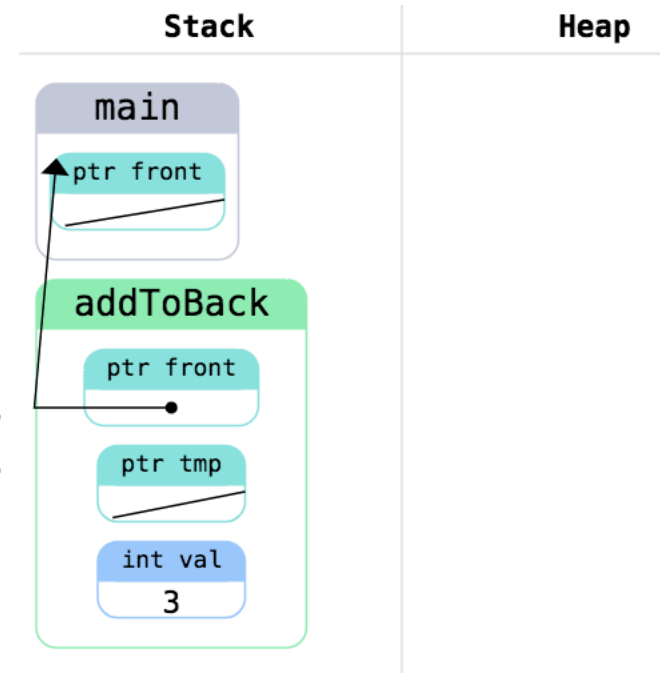 Stack Heap
main
ptr front
addToBack
ptr front
ptr tmp
int val
3